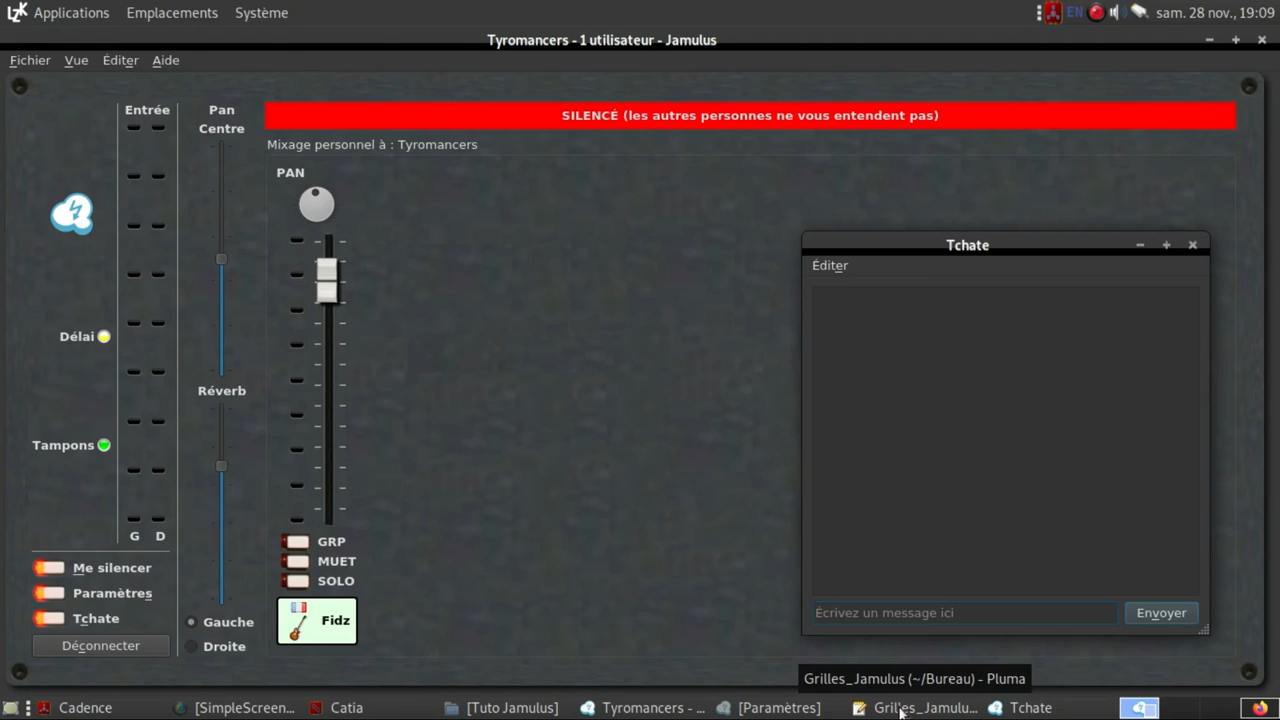 Applications Emplacements Système
EN sam. 28 nov., 19:09
Tyromancers - 1 utilisateur - Jamulus
Fichier Vue Éditer Aide
Entrée
Pan
Centre
SILENCÉ (les autres personnes ne vous entendent pas)
Mixage personnel à : Tyromancers
PAN
Tchate
Éditer
Délai
Réverb
Tampons
G D
GRP
MUET
SOLO
Me silencer
Paramètres
Tchate
Déconnecter
Gauche
Droite
Fidz
Écrivez un message ici
Envoyer
Grilles_Jamulus (~/Bureau) - Pluma
Cadence [SimpleScreen... Catia [Tuto Jamulus] Tyromancers - ... [Paramètres] Grilles_Jamulu... Tchate